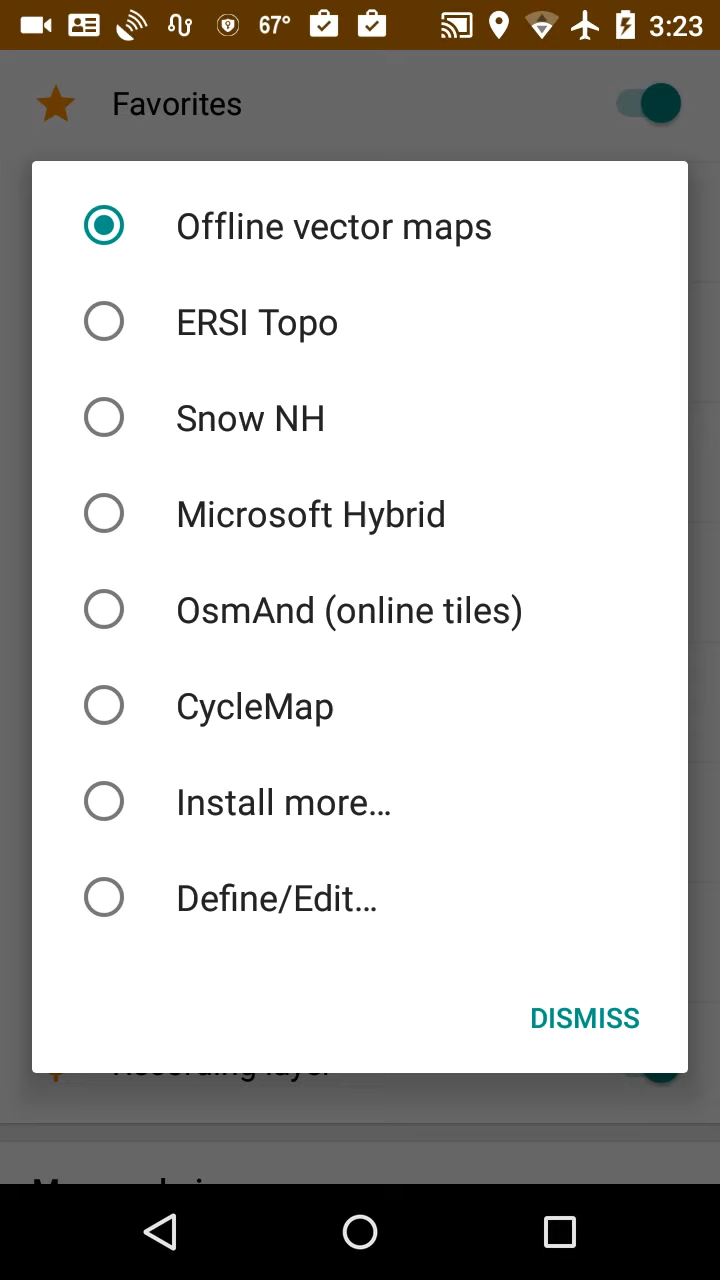 67° 3:23
Favorites
Offline vector maps
ERSI Topo
Snow NH
Microsoft Hybrid
OsmAnd (online tiles)
CycleMap
Install more...
Define/Edit...
DISMISS